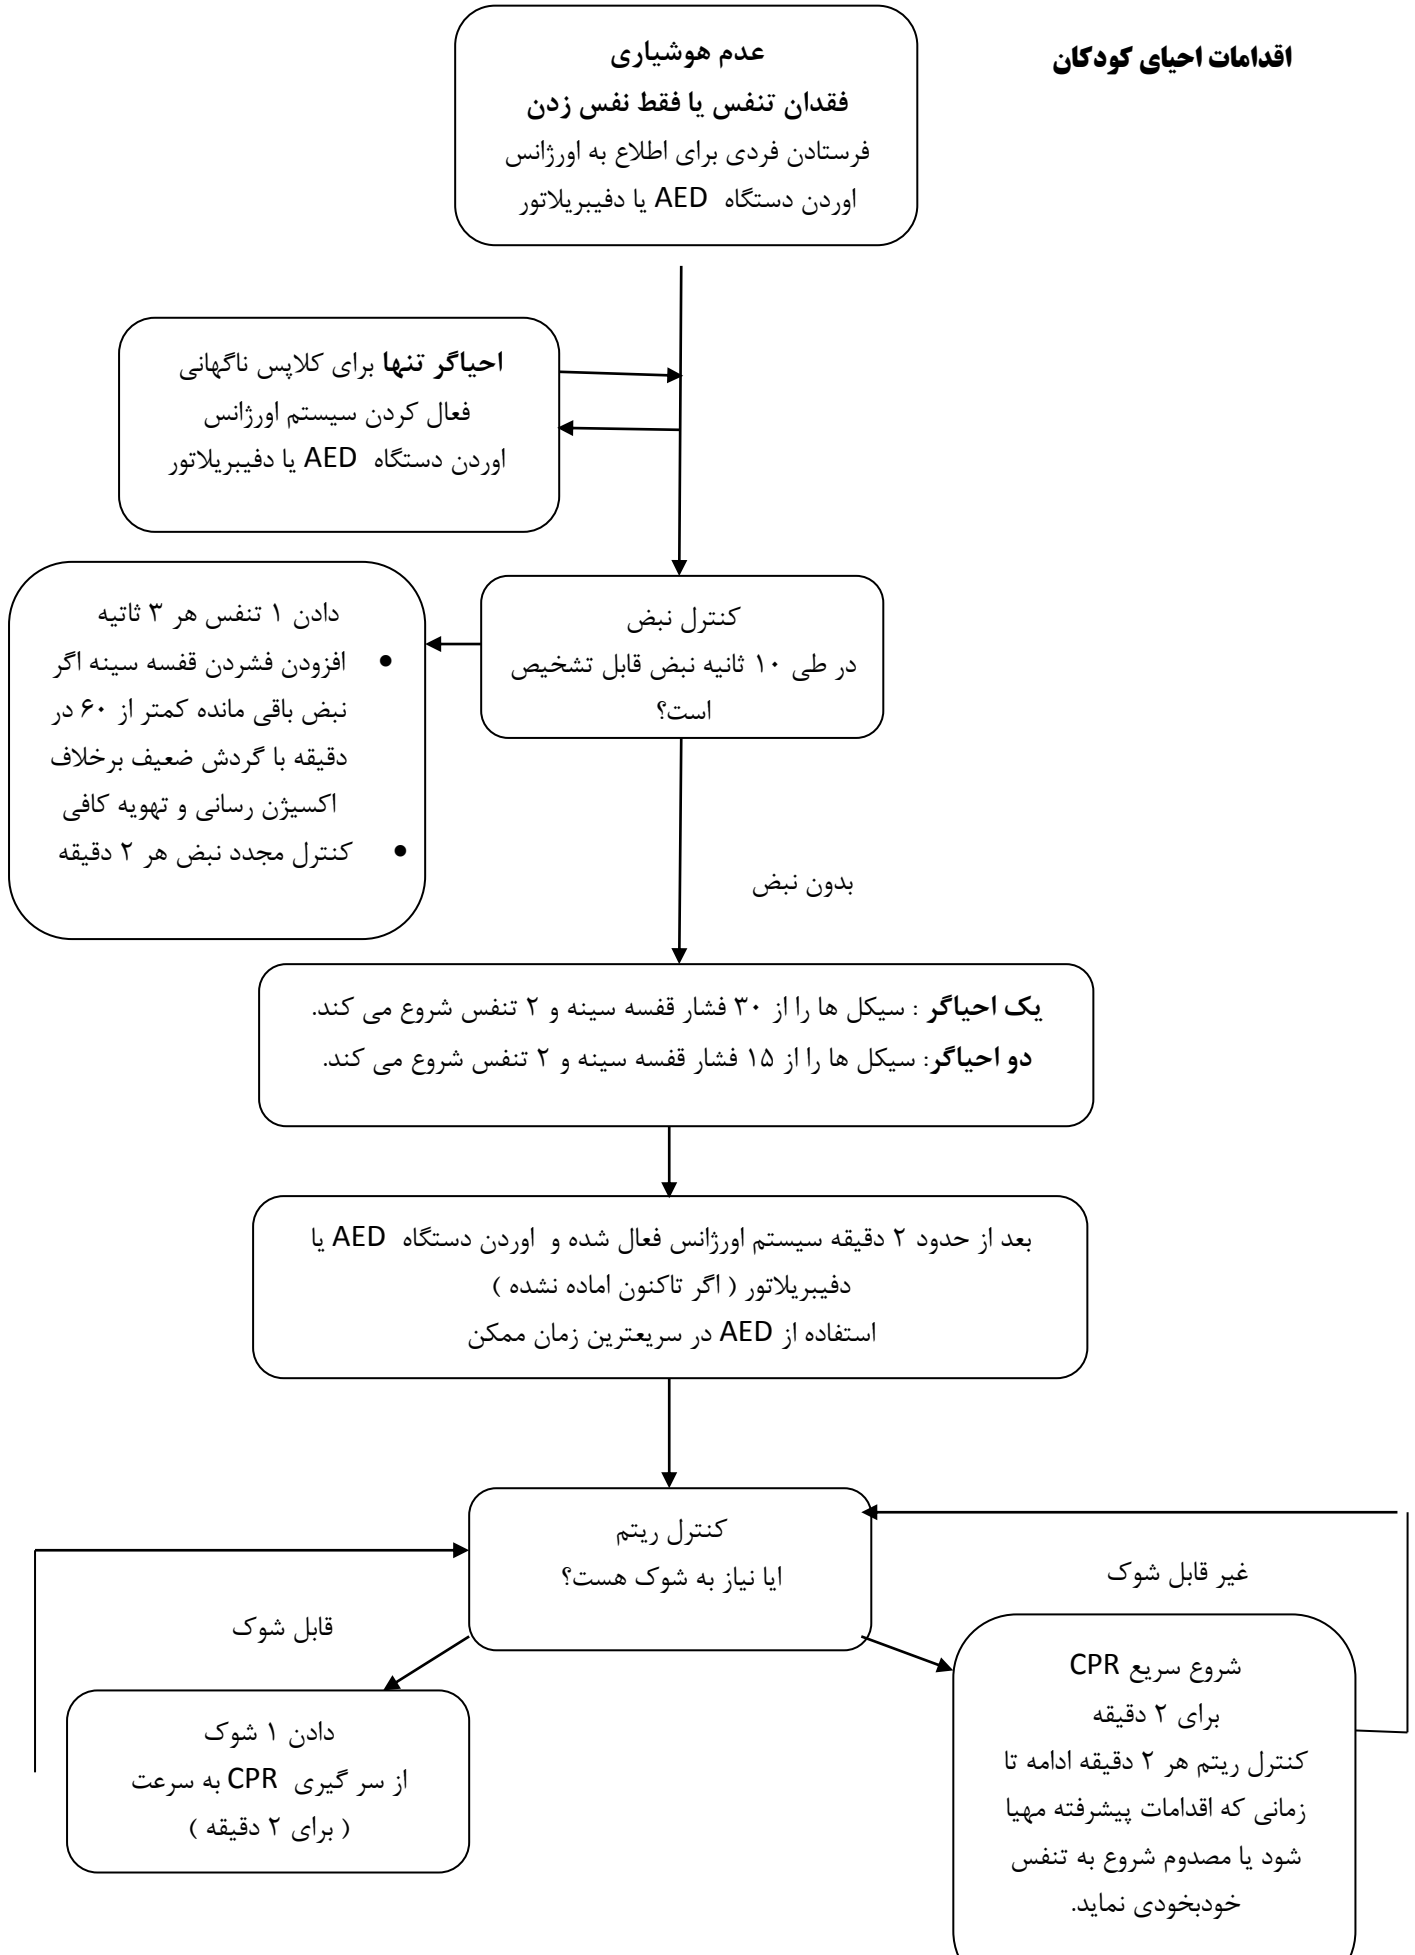 اقدامات احیای کودکان
عدم هوشیاری
فقدان تنفس یا فقط نفس زدن
فرستادن فردی برای اطلاع به اورژانس
اوردن دستگاه AED یا دفیبریلاتور
احیاگر تنها برای کلاپس ناگهانی
فعال کردن سیستم اورژانس
اوردن دستگاه AED یا دفیبریلاتور
کنترل نبض
در طی ۱۰ ثانیه نبض قابل تشخیص
است؟
دادن ۱ تنفس هر ۳ ثاتیه
• افزودن فشردن قفسه سینه اگر
نبض باقی مانده کمتر از ۶۰ در
دقیقه با گردش ضعیف برخلاف
اکسیژن رسانی و تهویه کافی
• کنترل مجدد نبض هر ۲ دقیقه
بدون نبض
یک احیاگر : سیکل ها را از ۳۰ فشار قفسه سینه و ۲ تنفس شروع می کند.
دو احیاگر: سیکل ها را از ۱۵ فشار قفسه سینه و ۲ تنفس شروع می کند.
بعد از حدود ۲ دقیقه سیستم اورژانس فعال شده و اوردن دستگاه AED یا
دفیبریلاتور ( اگر تاکنون اماده نشده )
استفاده از AED در سریعترین زمان ممکن
کنترل ریتم
ایا نیاز به شوک هست؟
غیر قابل شوک
قابل شوک
شروع سریع CPR
برای ۲ دقیقه
کنترل ریتم هر ۲ دقیقه ادامه تا
زمانی که اقدامات پیشرفته مهیا
شود یا مصدوم شروع به تنفس
خودبخودی نماید.
دادن ۱ شوک
از سر گیری CPR به سرعت
( برای ۲ دقیقه )